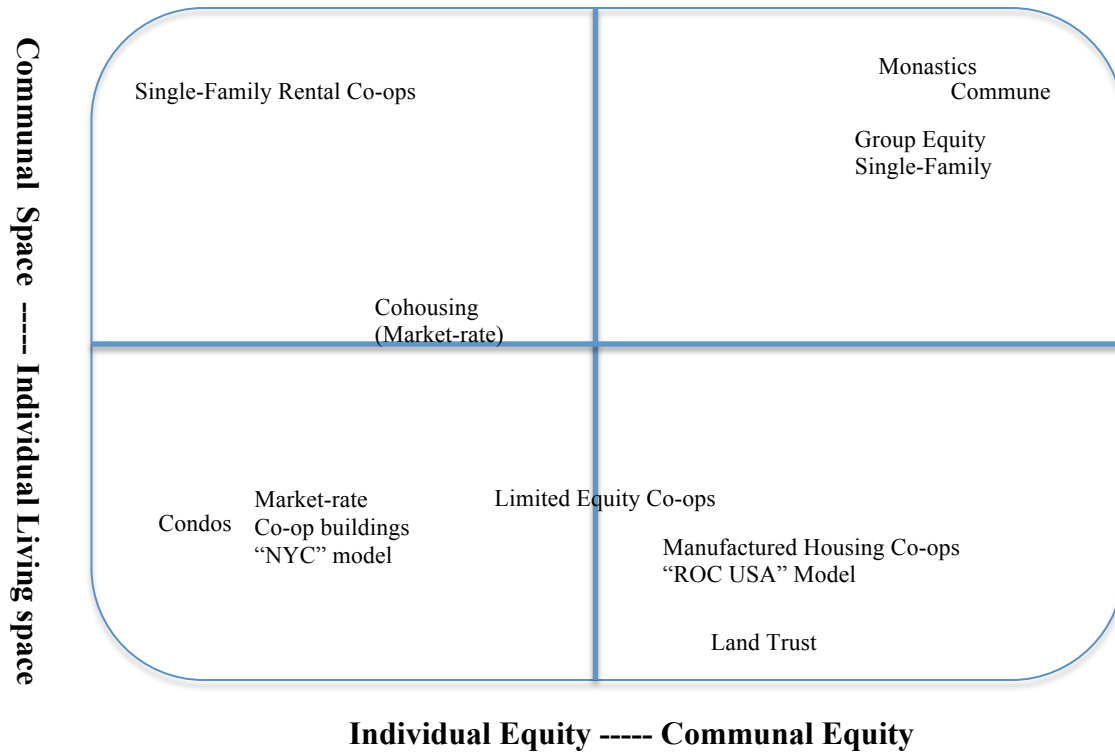 Communal Space ----- Individual Living space
Monastics
Single-Family Rental Co-ops
Commune
Group Equity
Single-Family
Cohousing
(Market-rate)
Condos
Market-rate
Co-op buildings
“NYC” model
Limited Equity Co-ops
Manufactured Housing Co-ops
“ROC USA” Model
Land Trust
Individual Equity ----- Communal Equity